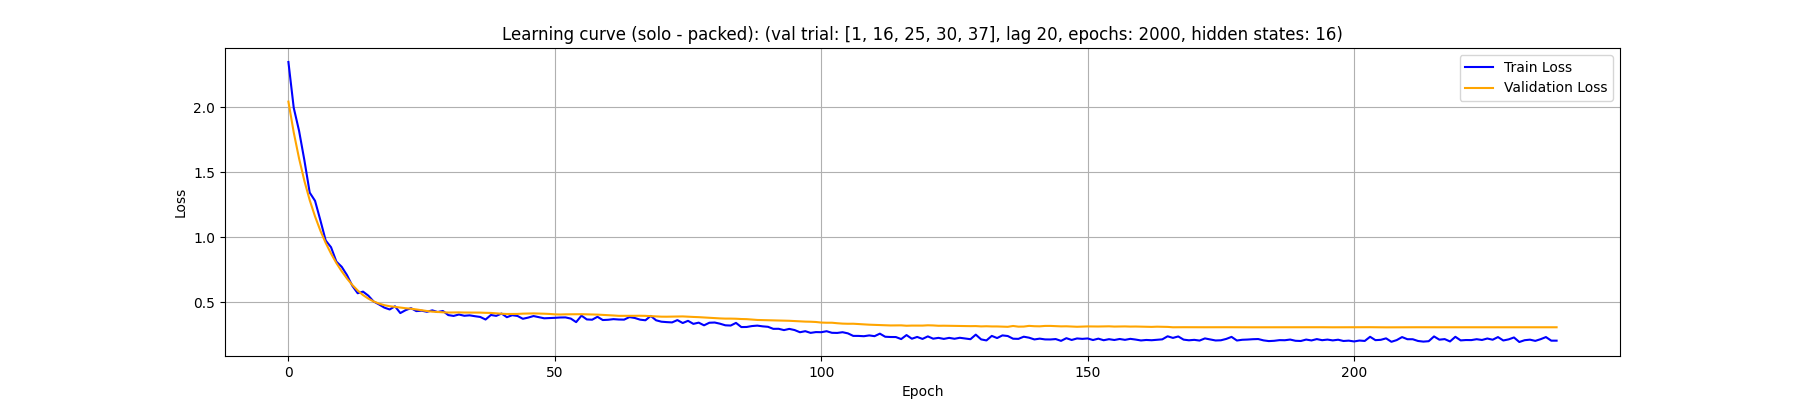 Learning curve (solo - packed): (val trial: [1, 16, 25, 30, 37], lag 20, epochs: 2000, hidden states: 16)
Train Loss
Validation Loss
2.0
1.5
1.0
0.5
Loss
0
50
100
150
200
Epoch